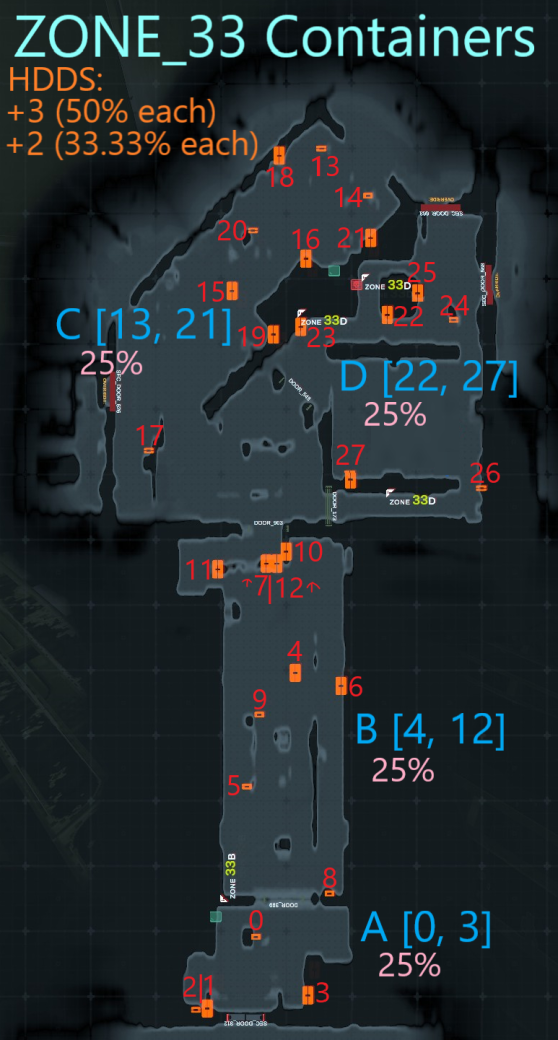 ZONE_33 Containers
HDDS:
+3 (50% each)
+2 (33.33% each)
18
13
14
20
16
21
25
ZONE 33D
15
22
24
C [13, 21]
25%
19
ZONE 33D
23
D [22, 27]
25%
17
27
26
ZONE 33D
10
11
↑7|12↑
4
6
9
B [4, 12]
25%
5
ZONE 33B
8
0
A [0, 3]
25%
2|1
3